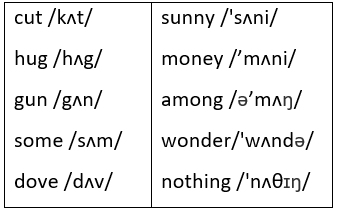 cut /kʌt/
hug /hʌg/
gun /gʌn/
some /sʌm/
dove /dʌv/
sunny /'sʌni/
money /’mʌni/
among /ə’mʌŋ/
wonder/'wʌndə/
nothing /'nʌθɪŋ/